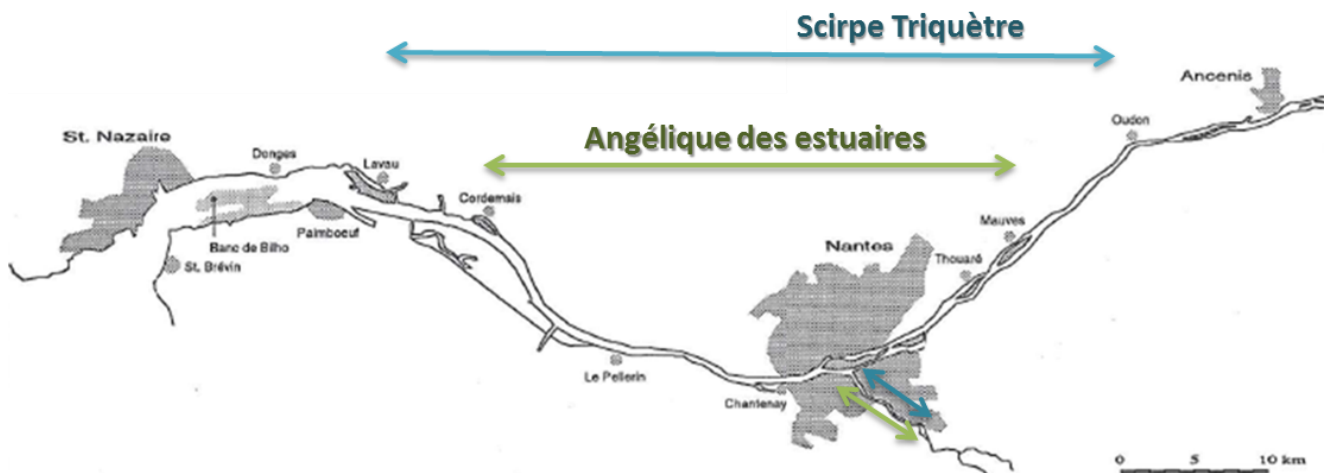 Scirpe Triquètre
Ancenis
Oudon
St. Nazaire
Angélique des estuaires
Donges
Lavau
Cordemais
Mauves
Paimboeuf
Nantes
Banc de Bilho
Thouaré
St. Brévin
Le Pellerin
Chantenay
0 5 10 km